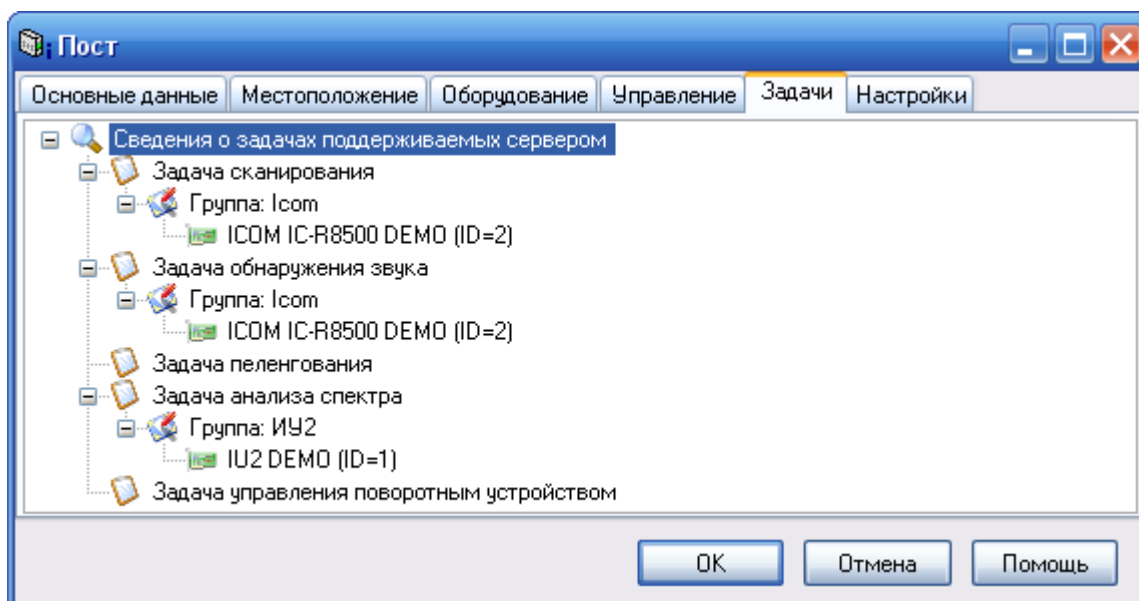 Пост
Основные данные Местоположение Оборудование Управление Задачи Настройки
Сведения о задачах поддерживаемых сервером
Задача сканирования
Группа: Icom
ICOM IC-R8500 DEMO (ID=2)
Задача обнаружения звука
Группа: Icom
ICOM IC-R8500 DEMO (ID=2)
Задача пеленгования
Задача анализа спектра
Группа: ИУ2
IU2 DEMO (ID=1)
Задача управления поворотным устройством
OK Отмена Помощь